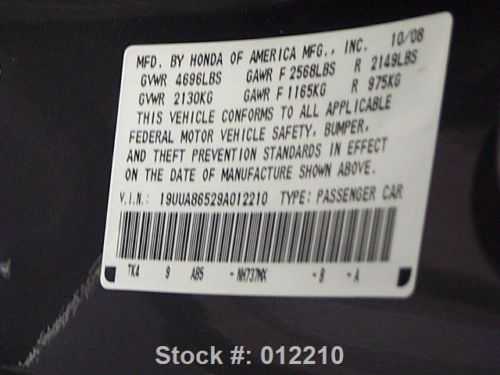 MFD. BY HONDA OF AMERICA MFG., INC. 10/08
GVWR 4696LBS GAWR F 2568LBS R 2149LBS
GVWR 2130KG GAWR F 1165KG R 975KG
THIS VEHICLE CONFORMS TO ALL APPLICABLE
FEDERAL MOTOR VEHICLE SAFETY, BUMPER,
AND THEFT PREVENTION STANDARDS IN EFFECT
ON THE DATE OF MANUFACTURE SHOWN ABOVE.
V.I.N: 19UUA86529A012210 TYPE: PASSENGER CAR
TK4 9 AB5 -NH737MX -B -A
Stock #: 012210